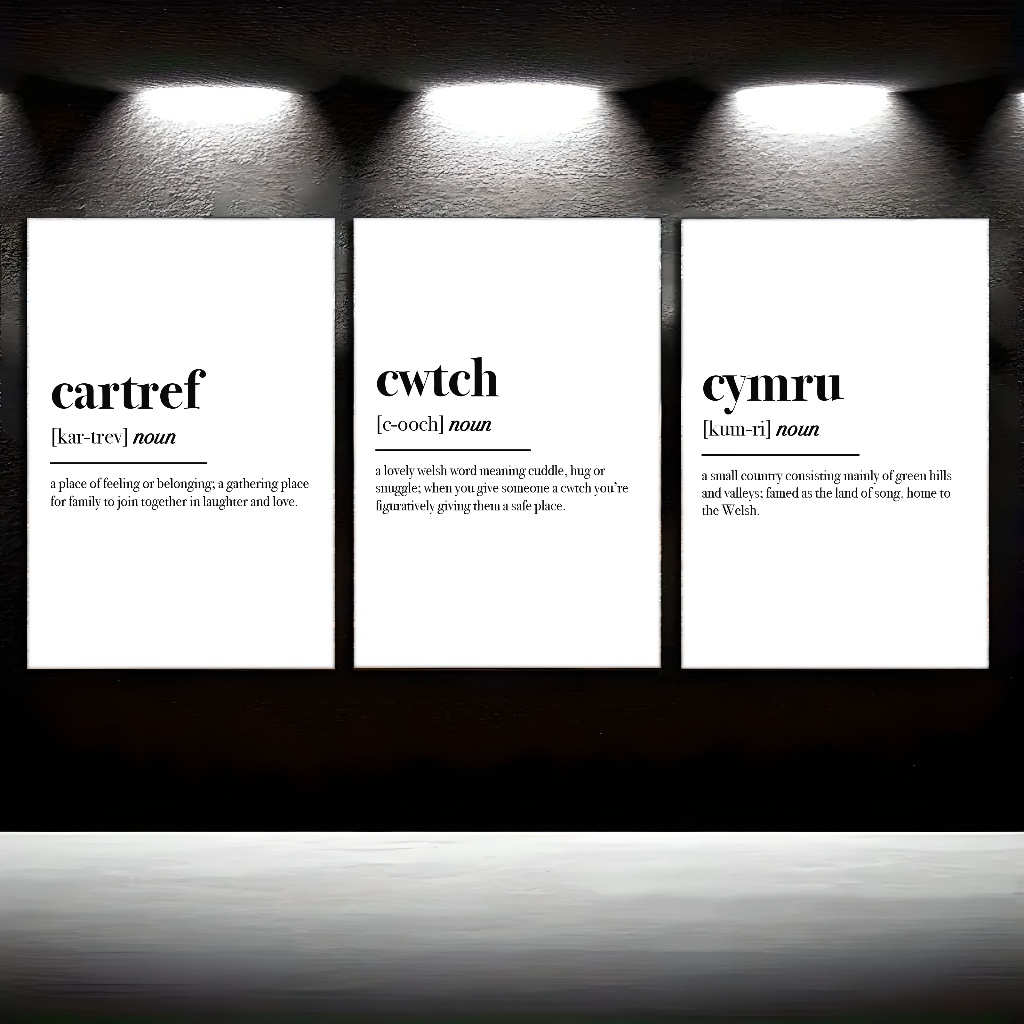 cartref
[kar-trev] noun
a place of feeling or belonging; a gathering place
for family to join together in laughter and love.
cwtch
[c-ooch] noun
a lovely welsh word meaning cuddle, hug or
snuggle; when you give someone a cwtch you're
figuratively giving them a safe place.
cymru
[kum-ri] noun
a small country consisting mainly of green hills
and valleys; famed as the land of song, home to
the Welsh.